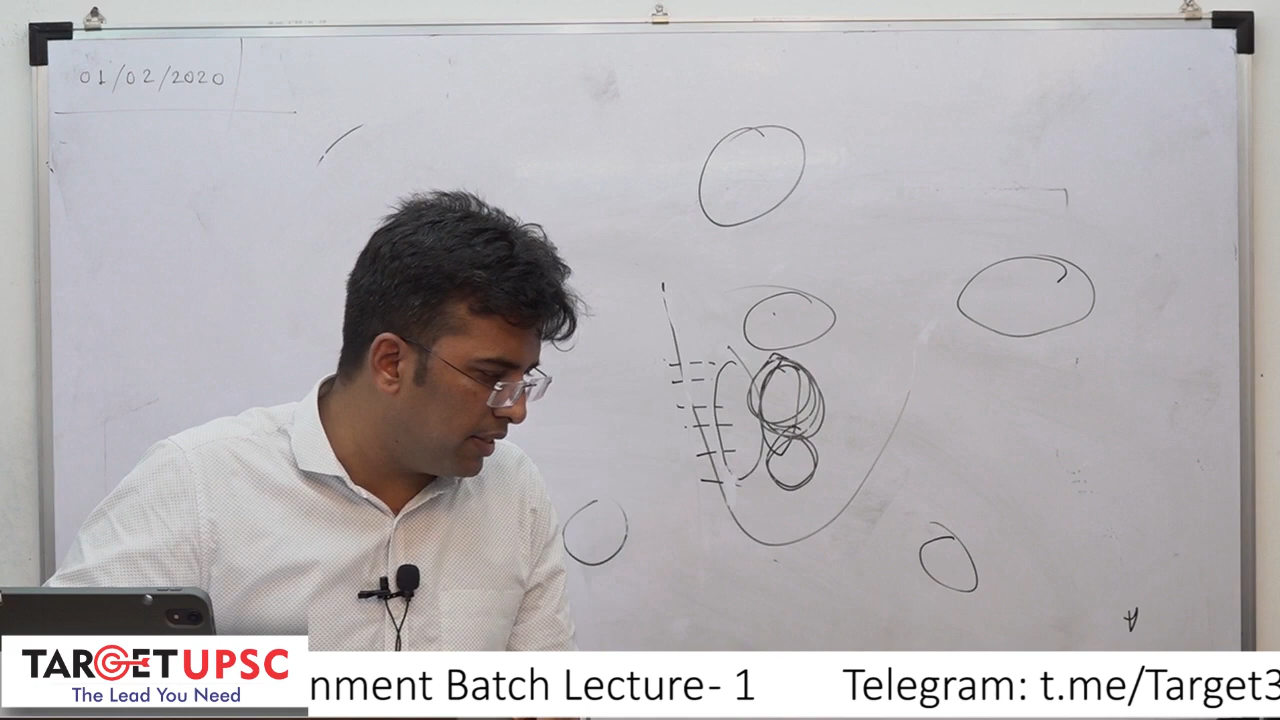 01/02/2020
TARGET UPSC
The Lead You Need
nment Batch Lecture- 1 Telegram: t.me/Target3